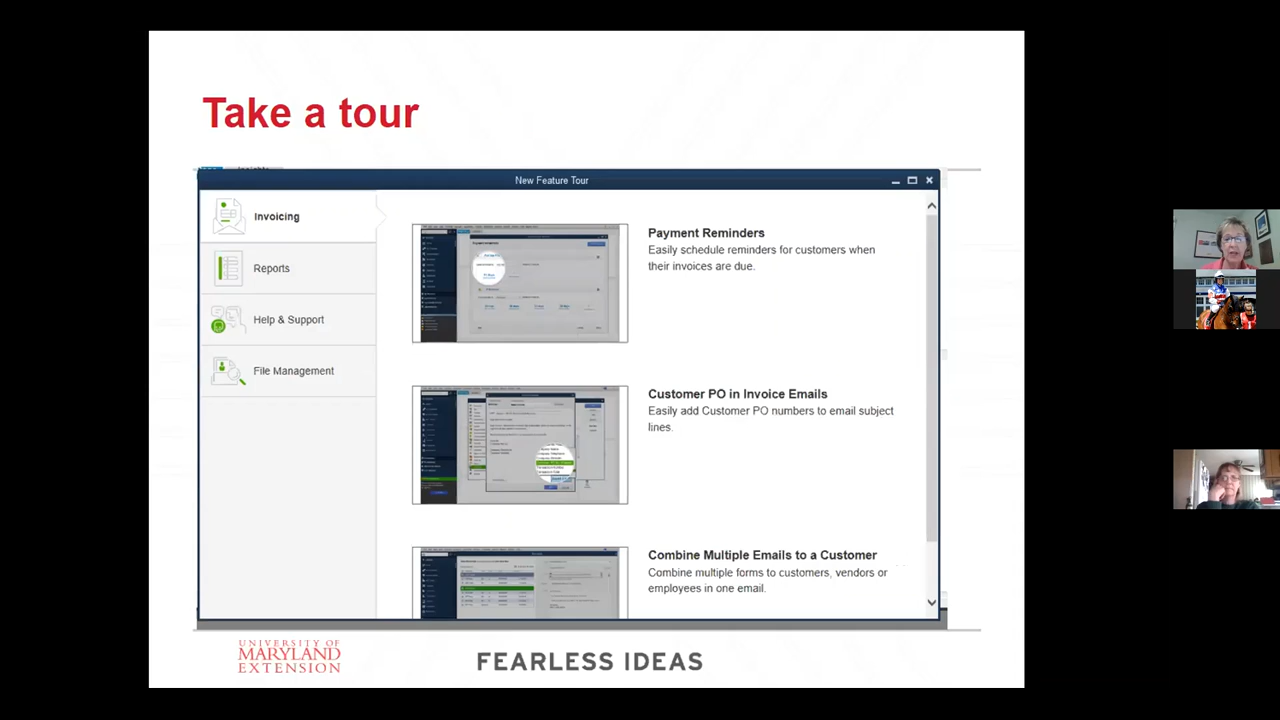 Take a tour
New Feature Tour
Invoicing
Reports
Help & Support
File Management
Payment Reminders
Easily schedule reminders for customers when
their invoices are due.
Customer PO in Invoice Emails
Easily add Customer PO numbers to email subject
lines.
Combine Multiple Emails to a Customer
Combine multiple forms to customers, vendors or
employees in one email.
UNIVERSITY OF
MARYLAND
EXTENSION
FEARLESS IDEAS